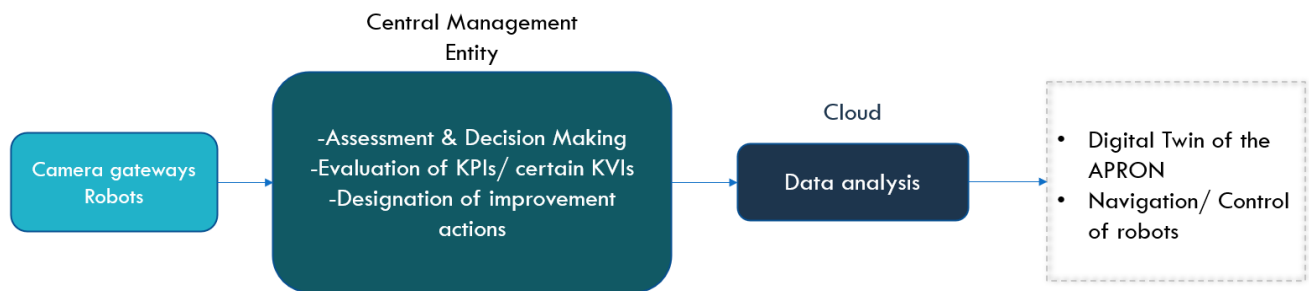 Central Management
Entity
Camera gateways
Robots
-Assessment & Decision Making
-Evaluation of KPIs/ certain KVIs
-Designation of improvement
actions
Cloud
Data analysis
• Digital Twin of the
APRON
• Navigation/ Control
of robots